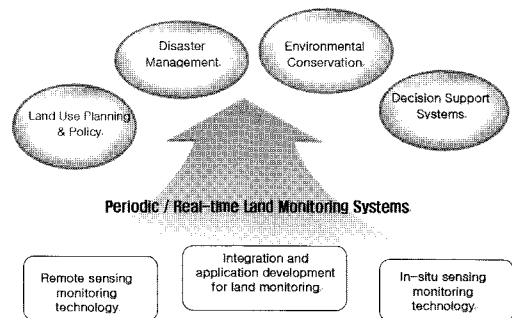 Disaster
Management.
Environmental
Conservation.
Land Use Planning
& Policy.
Decision Support
Systems.
Periodic / Real-time Land Monitoring Systems.
Remote sensing
monitoring
technology.
Integration and
application development
for land monitoring.
In-situ sensing
monitoring
technology.